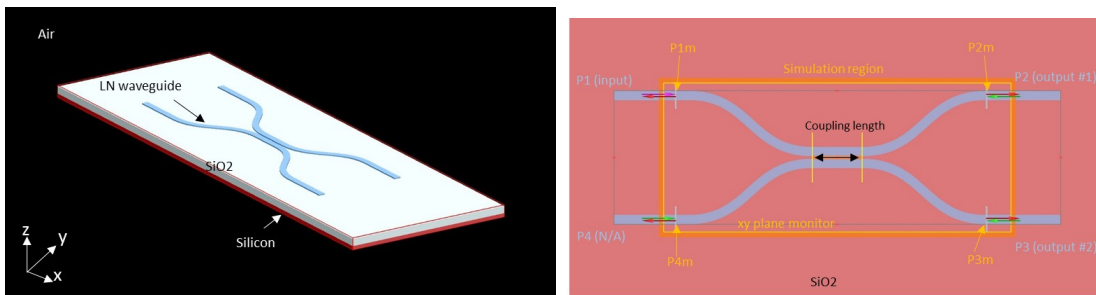 Air
LN waveguide
SiO2
Silicon
z
y
x
P1m
P2m
P1 (input)
Simulation region
P2 (output #1)
Coupling length
xy plane monitor
P4 (N/A)
P4m
P3m
P3 (output #2)
SiO2